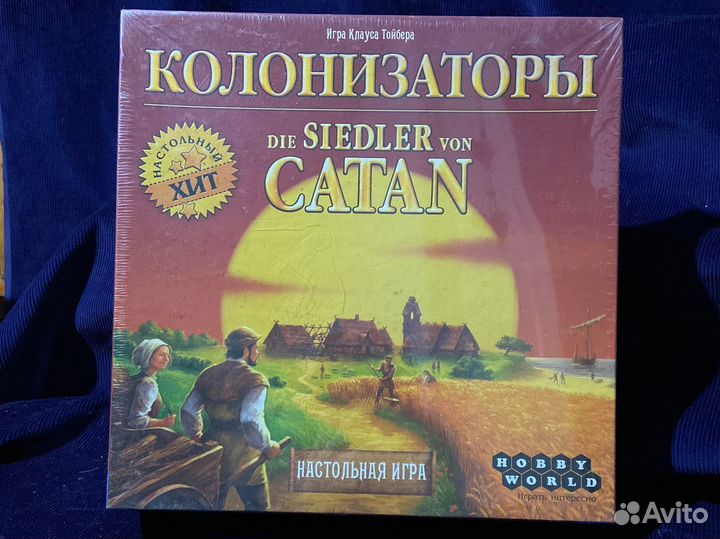 Игра Клауса Тойбера
КОЛОНИЗАТОРЫ
НАСТОЛЬНЫЙ
ХИТ
DIE SIEDLER VON
CATAN
НАСТОЛЬНАЯ ИГРА
HOBBY
WORLD
Играть интересно
Avito